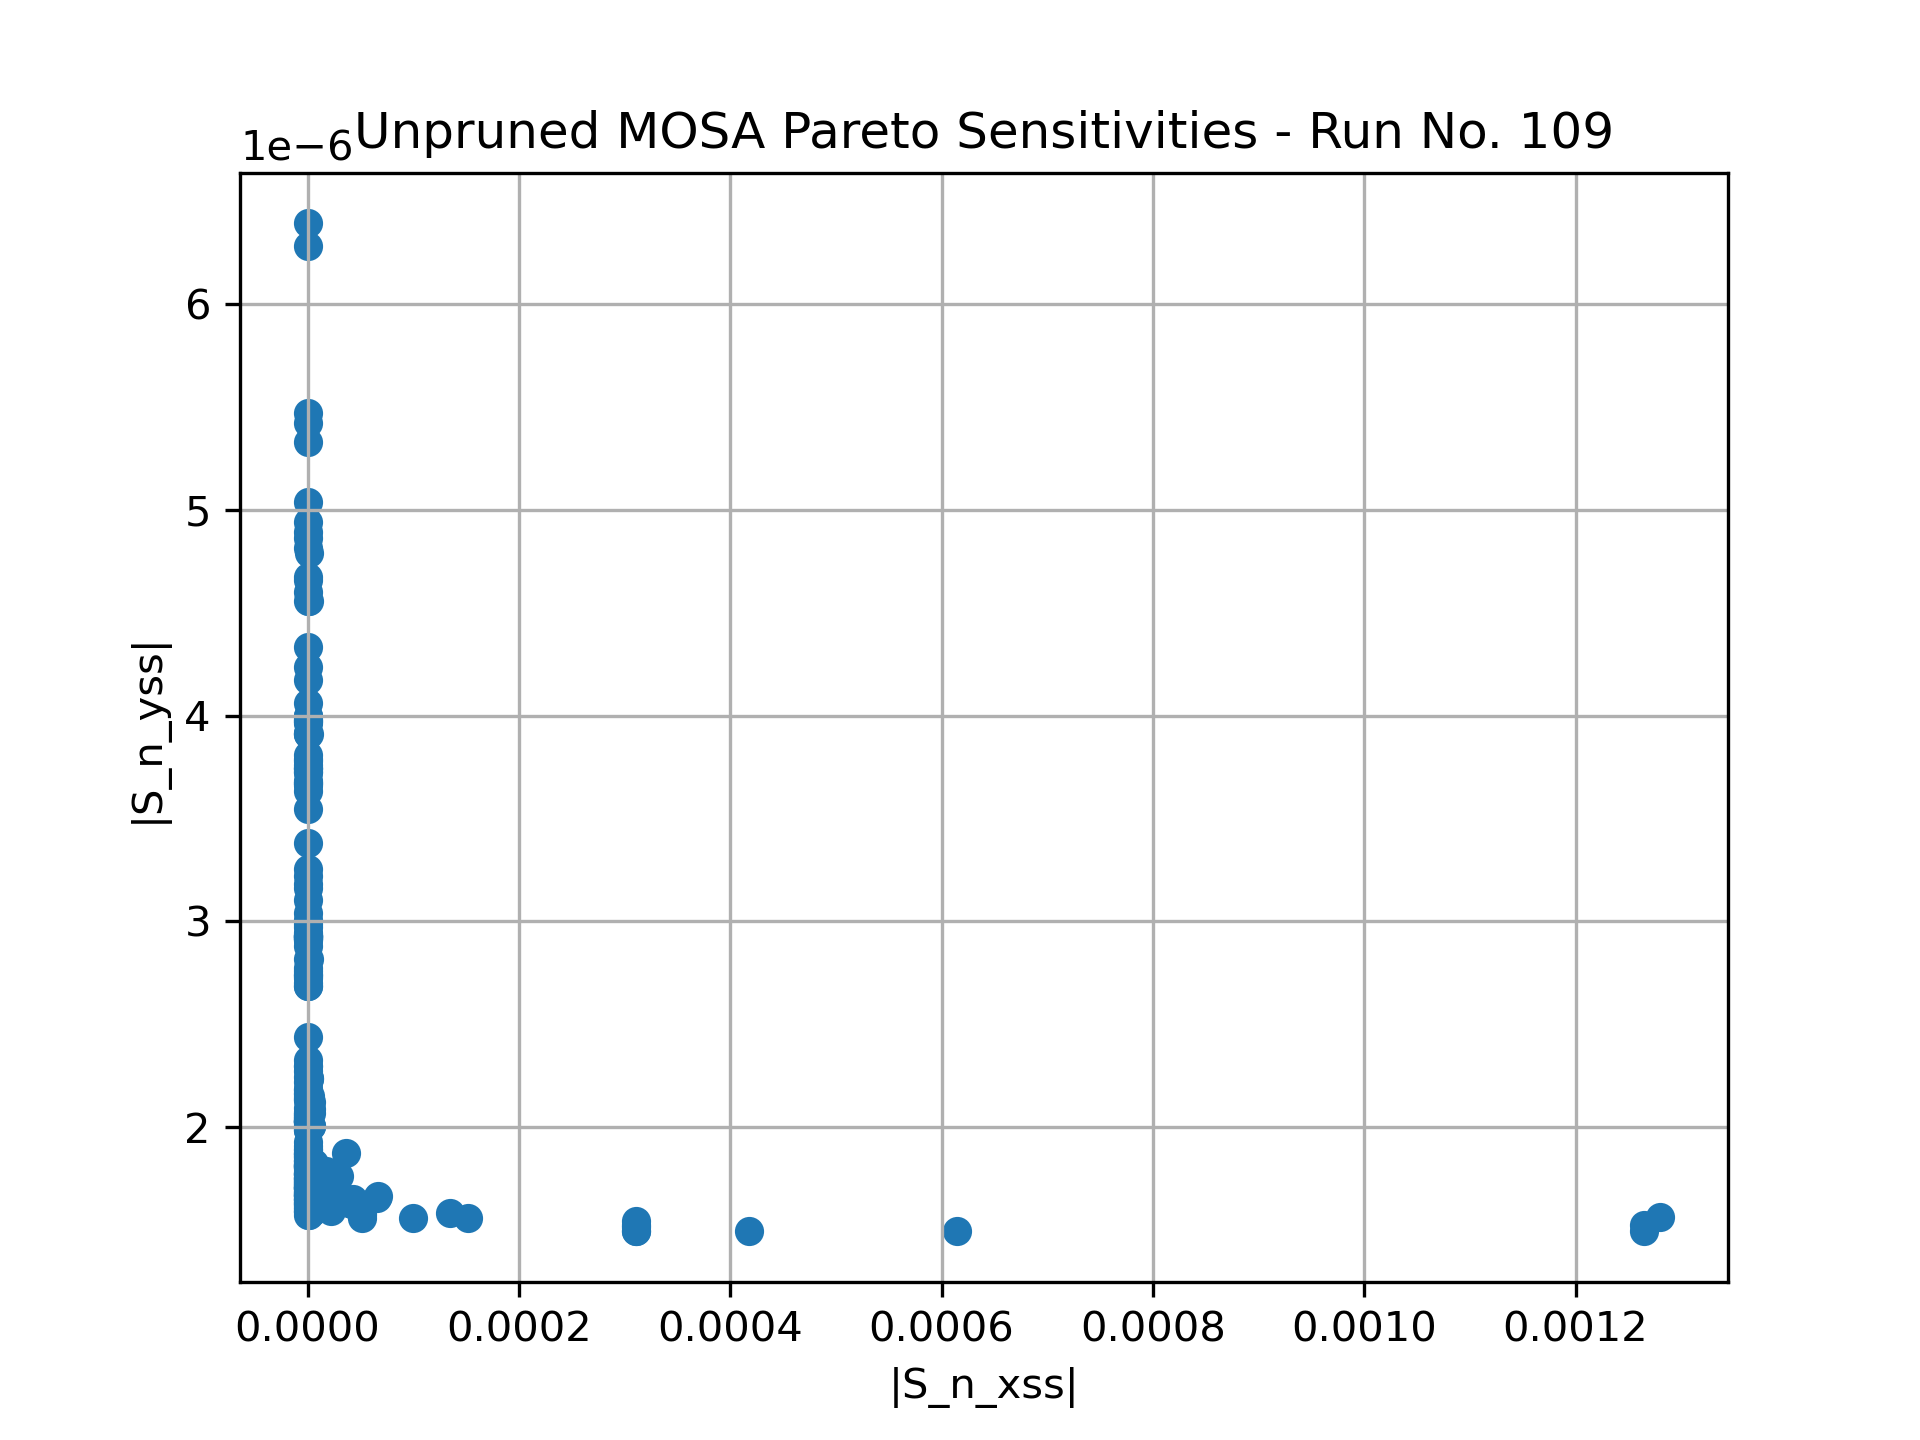 1e−6
Unpruned MOSA Pareto Sensitivities - Run No. 109
6
5
4
3
2
|S_n_yss|
0.0000 0.0002 0.0004 0.0006 0.0008 0.0010 0.0012
|S_n_xss|